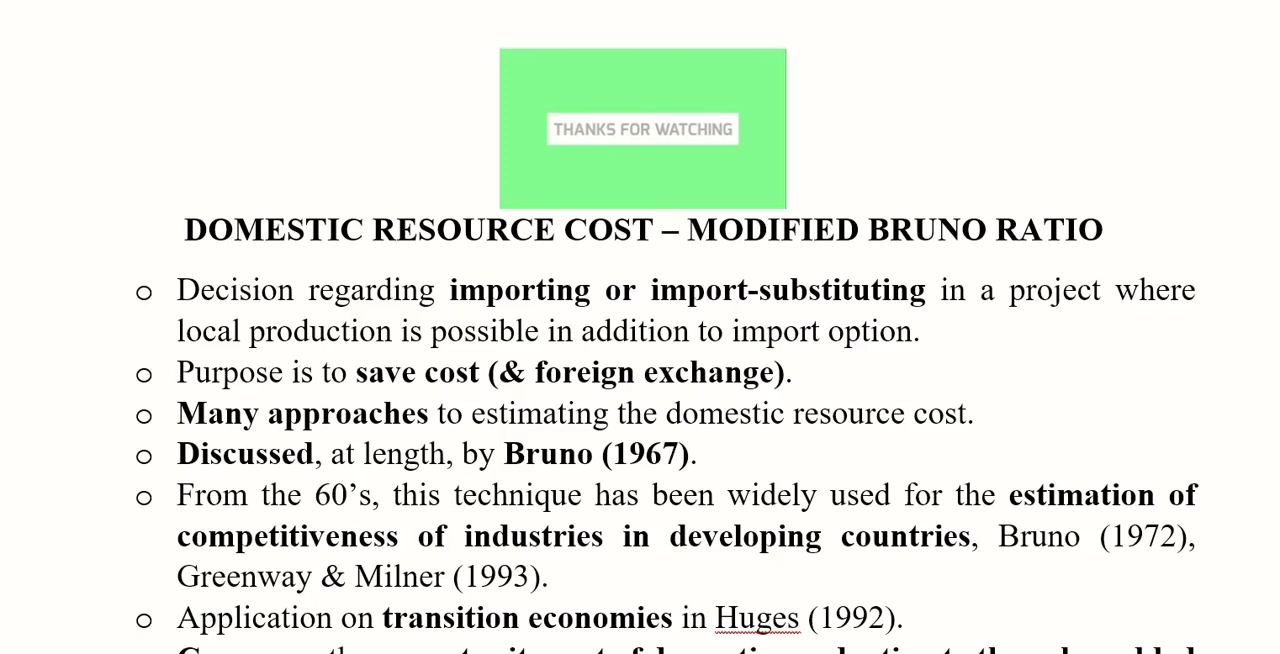 THANKS FOR WATCHING
DOMESTIC RESOURCE COST – MODIFIED BRUNO RATIO
o Decision regarding importing or import-substituting in a project where
local production is possible in addition to import option.
o Purpose is to save cost (& foreign exchange).
o Many approaches to estimating the domestic resource cost.
o Discussed, at length, by Bruno (1967).
o From the 60’s, this technique has been widely used for the estimation of
competitiveness of industries in developing countries, Bruno (1972),
Greenway & Milner (1993).
o Application on transition economies in Huges (1992).